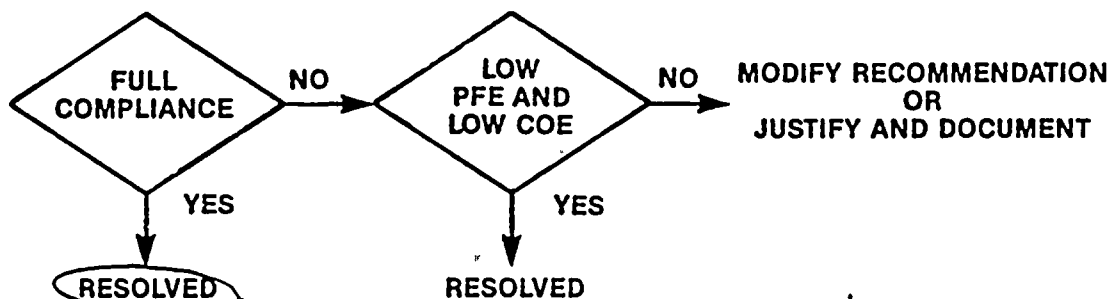 FULL
COMPLIANCE
NO
LOW
PFE AND
LOW COE
NO
MODIFY RECOMMENDATION
OR
JUSTIFY AND DOCUMENT
YES
YES
RESOLVED
RESOLVED